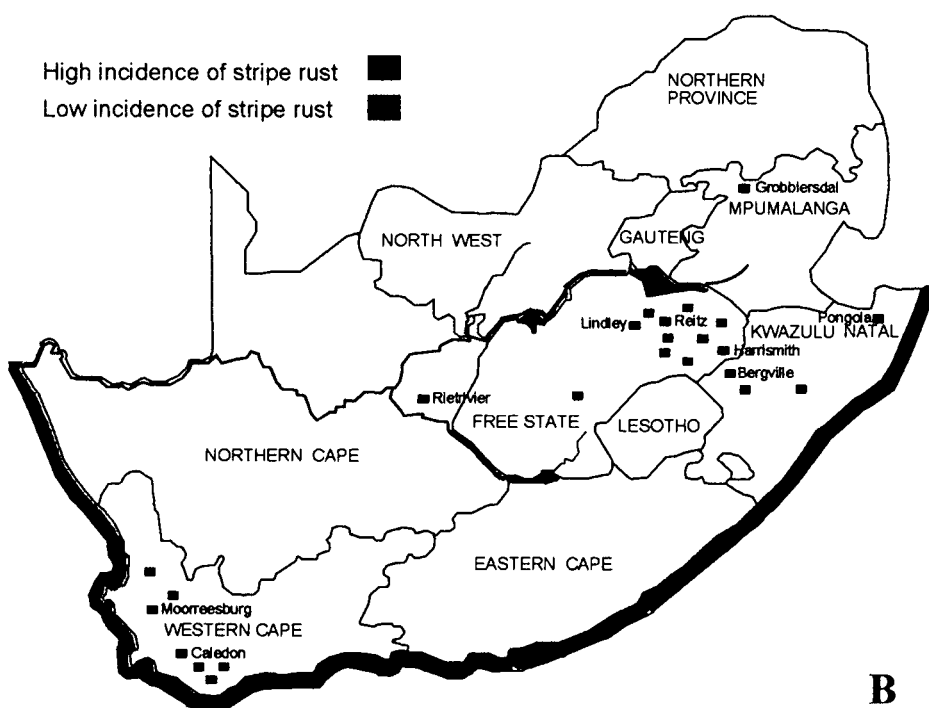 High incidence of stripe rust
Low incidence of stripe rust
NORTHERN
PROVINCE
Grobblersdal
MPUMALANGA
NORTH WEST
GAUTENG
Lindley
Reitz
Pongola
KWAZULU NATAL
Harrismith
Bergville
Rietrivier
FREE STATE
LESOTHO
NORTHERN CAPE
EASTERN CAPE
Moorreesburg
WESTERN CAPE
Caledon
B